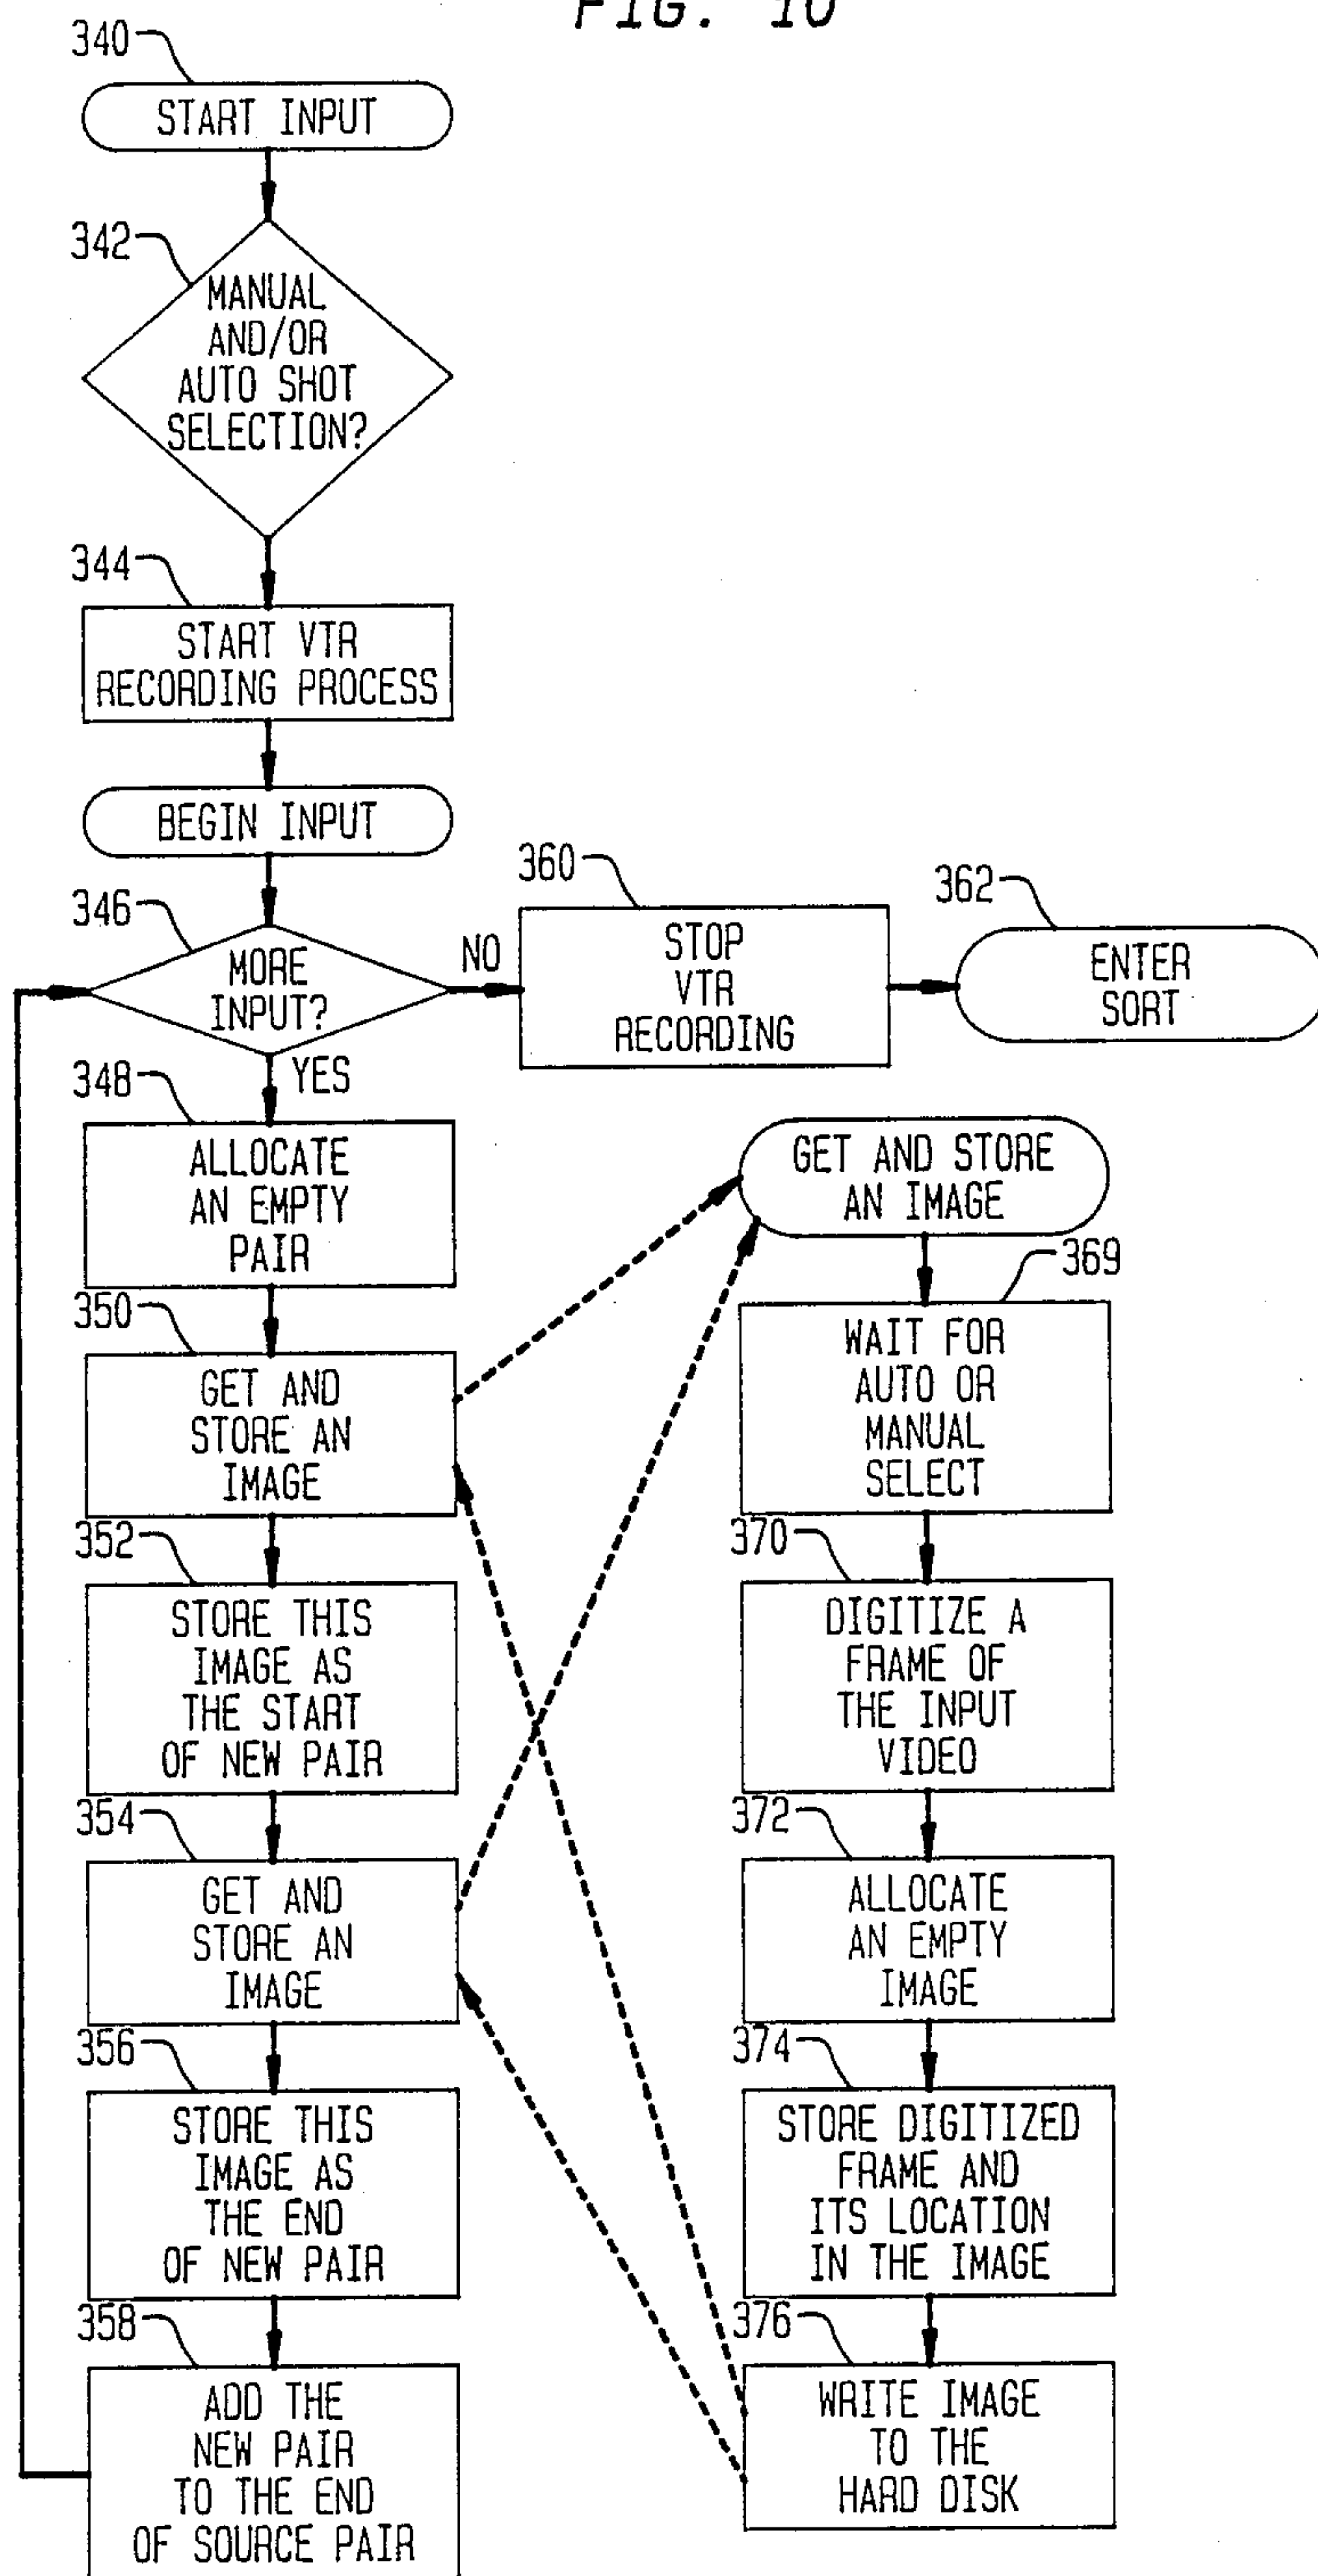 FIG. 10
340
START INPUT
342
MANUAL
AND/OR
AUTO SHOT
SELECTION?
344
START VTR
RECORDING PROCESS
BEGIN INPUT
346
MORE
INPUT?
NO
360
STOP
VTR
RECORDING
362
ENTER
SORT
YES
348
ALLOCATE
AN EMPTY
PAIR
350
GET AND
STORE AN
IMAGE
352
STORE THIS
IMAGE AS
THE START
OF NEW PAIR
354
GET AND
STORE AN
IMAGE
356
STORE THIS
IMAGE AS
THE END
OF NEW PAIR
358
ADD THE
NEW PAIR
TO THE END
OF SOURCE PAIR
GET AND STORE
AN IMAGE
369
WAIT FOR
AUTO OR
MANUAL
SELECT
370
DIGITIZE A
FRAME OF
THE INPUT
VIDEO
372
ALLOCATE
AN EMPTY
IMAGE
374
STORE DIGITIZED
FRAME AND
ITS LOCATION
IN THE IMAGE
376
WRITE IMAGE
TO THE
HARD DISK